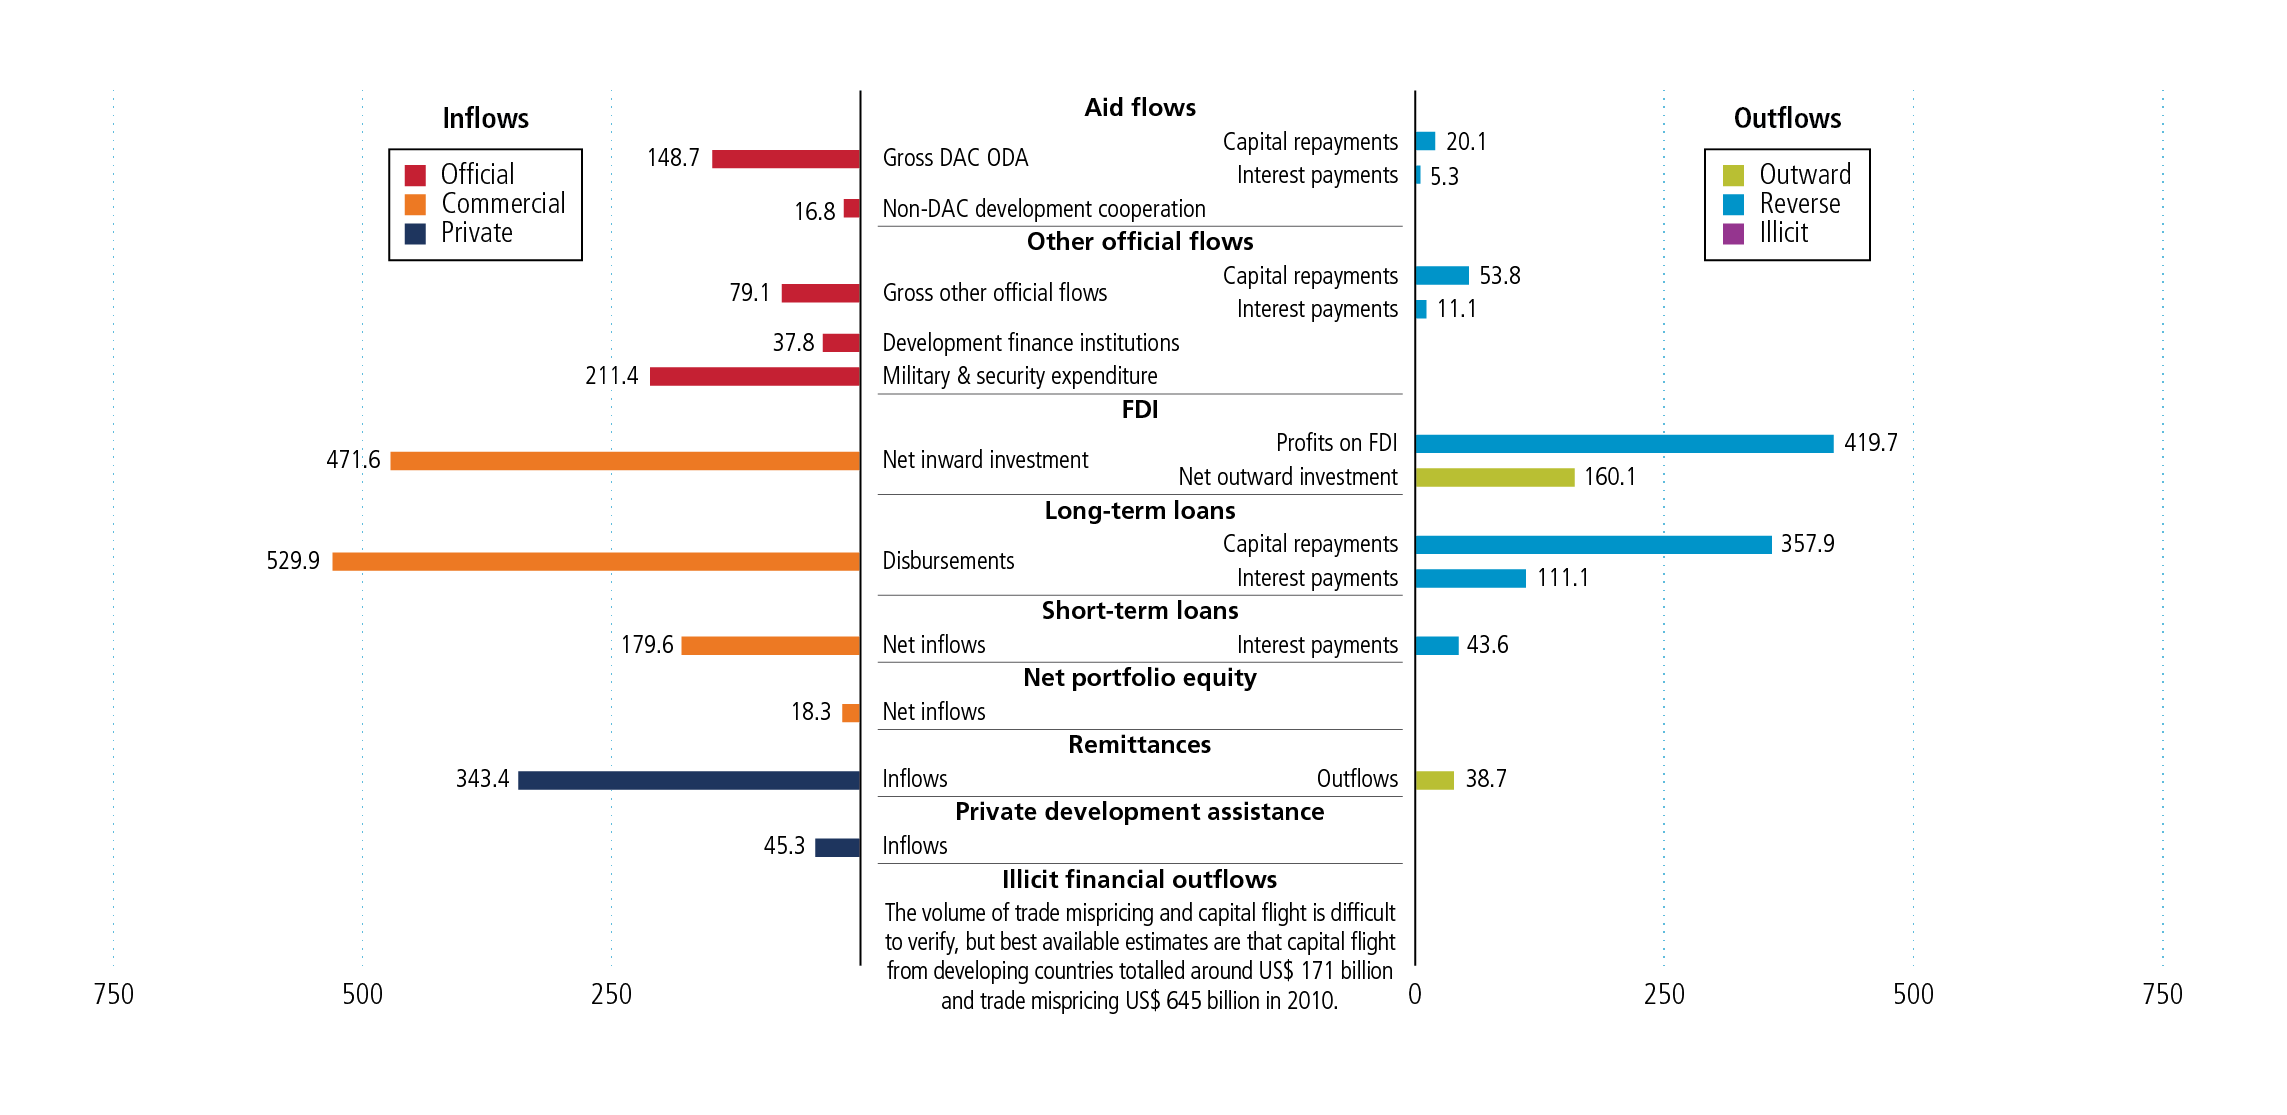 Inflows
Official
Commercial
Private
Outflows
Outward
Reverse
Illicit
Aid flows
Capital repayments 20.1
148.7 Gross DAC ODA
Interest payments 5.3
16.8 Non-DAC development cooperation
Other official flows
Capital repayments 53.8
79.1 Gross other official flows
Interest payments 11.1
37.8 Development finance institutions
211.4 Military & security expenditure
FDI
Profits on FDI 419.7
471.6 Net inward investment
Net outward investment 160.1
Long-term loans
Capital repayments 357.9
529.9 Disbursements
Interest payments 111.1
Short-term loans
179.6 Net inflows Interest payments 43.6
Net portfolio equity
18.3 Net inflows
Remittances
343.4 Inflows Outflows 38.7
Private development assistance
45.3 Inflows
Illicit financial outflows
The volume of trade mispricing and capital flight is difficult
to verify, but best available estimates are that capital flight
from developing countries totalled around US$ 171 billion
and trade mispricing US$ 645 billion in 2010.
750 500 250 0 250 500 750